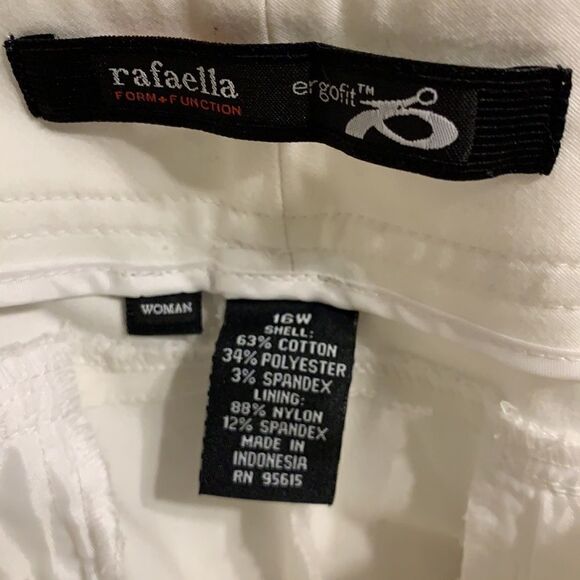 rafaella
FORM+FUNCTION
ergofit™
WOMAN
16W
SHELL:
63% COTTON
34% POLYESTER
3% SPANDEX
LINING:
88% NYLON
12% SPANDEX
MADE IN
INDONESIA
RN 95615